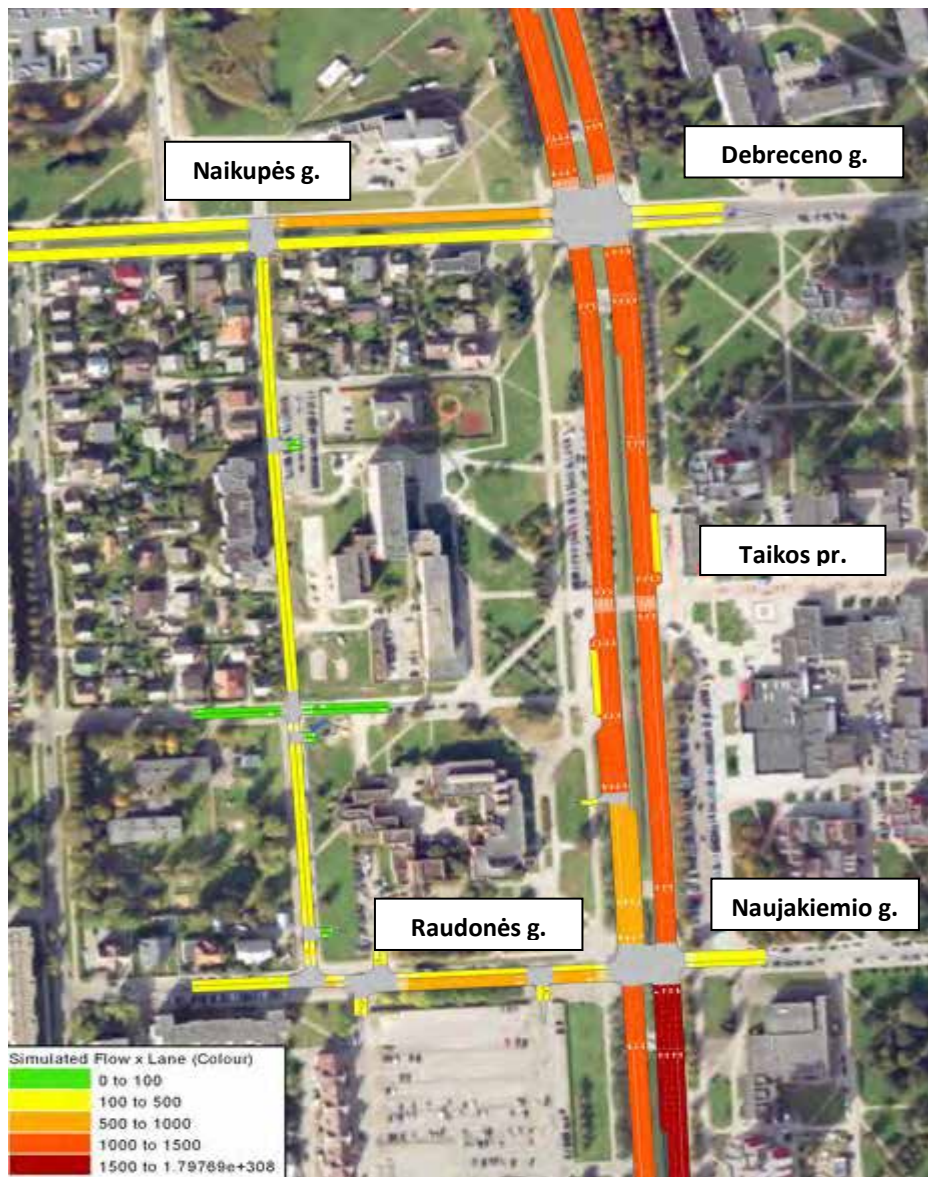 Debreceno g.
Naikupės g.
Taikos pr.
Naujakiemio g.
Raudonės g.
Simulated Flow x Lane (Colour)
0 to 100
100 to 500
500 to 1000
1000 to 1500
1500 to 1.79769e+308